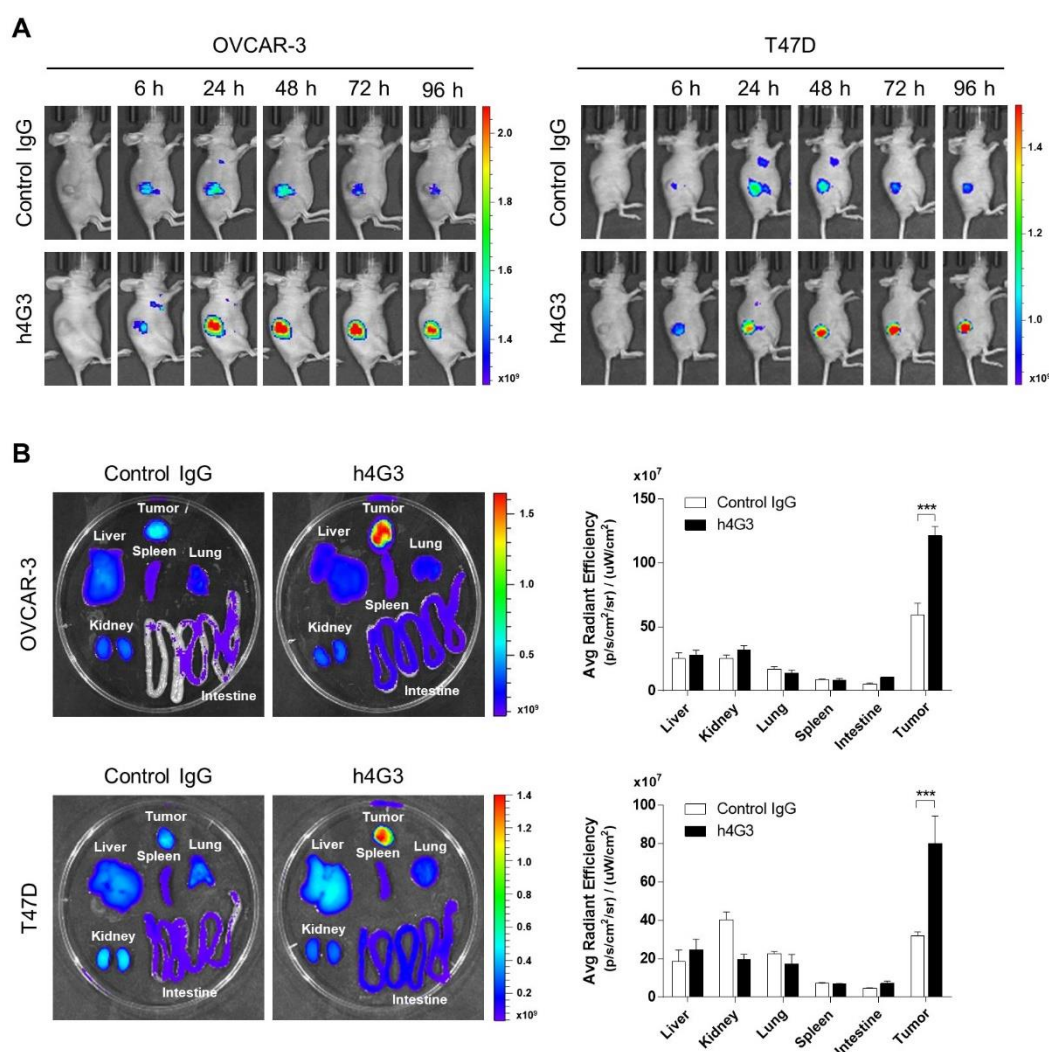 A
OVCAR-3
T47D
6 h 24 h 48 h 72 h 96 h
6 h 24 h 48 h 72 h 96 h
Control IgG
h4G3
2.0
1.8
1.6
1.4
x10⁹
Control IgG
h4G3
1.4
1.2
1.0
x10⁹
B
Control IgG
h4G3
OVCAR-3
Tumor
Liver
Spleen
Lung
Kidney
Intestine
Tumor
Liver
Lung
Spleen
Kidney
Intestine
1.5
1.0
0.5
x10⁹
x10⁷
Avg Radiant Efficiency
(p/s/cm²/sr) / (uW/cm²)
150
100
50
0
Control IgG
h4G3
***
Liver
Kidney
Lung
Spleen
Intestine
Tumor
Control IgG
h4G3
T47D
Tumor
Liver
Spleen
Lung
Kidney
Intestine
Tumor
Liver
Spleen
Lung
Kidney
Intestine
1.4
1.2
1.0
0.8
0.6
0.4
0.2
x10⁹
x10⁷
Avg Radiant Efficiency
(p/s/cm²/sr) / (uW/cm²)
100
80
60
40
20
0
Control IgG
h4G3
***
Liver
Kidney
Lung
Spleen
Intestine
Tumor